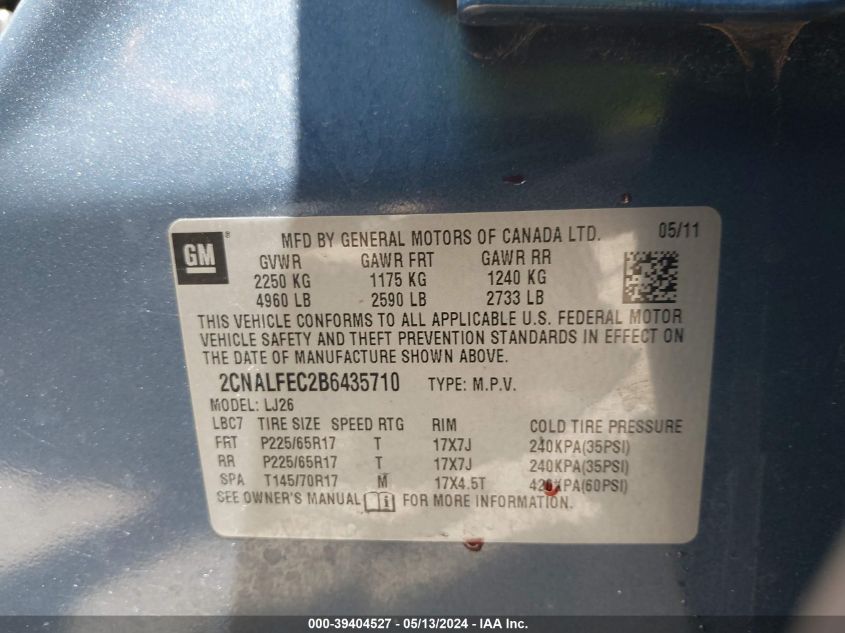 GM ® MFD BY GENERAL MOTORS OF CANADA LTD. 05/11
GVWR GAWR FRT GAWR RR
2250 KG 1175 KG 1240 KG
4960 LB 2590 LB 2733 LB
THIS VEHICLE CONFORMS TO ALL APPLICABLE U.S. FEDERAL MOTOR
VEHICLE SAFETY AND THEFT PREVENTION STANDARDS IN EFFECT ON
THE DATE OF MANUFACTURE SHOWN ABOVE.
2CNALFEC2B6435710 TYPE: M.P.V.
MODEL: LJ26
LBC7 TIRE SIZE SPEED RTG RIM COLD TIRE PRESSURE
FRT P225/65R17 T 17X7J 240KPA(35PSI)
RR P225/65R17 T 17X7J 240KPA(35PSI)
SPA T145/70R17 M 17X4.5T 420KPA(60PSI)
SEE OWNER'S MANUAL FOR MORE INFORMATION.
000-39404527 / 05/13/2024 - IAA Inc.